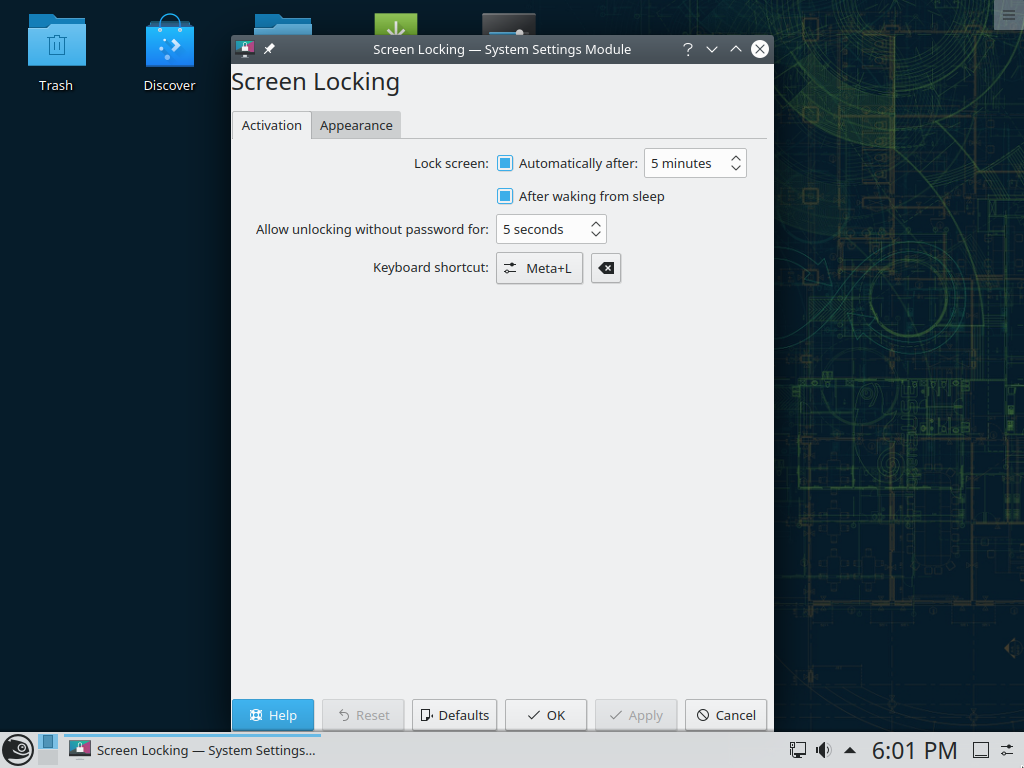 Trash
Discover
Screen Locking — System Settings Module
Screen Locking
Activation
Appearance
Lock screen:
Automatically after:
5 minutes
After waking from sleep
Allow unlocking without password for:
5 seconds
Keyboard shortcut:
Meta+L
Help
Reset
Defaults
OK
Apply
Cancel
Screen Locking — System Settings...
6:01 PM